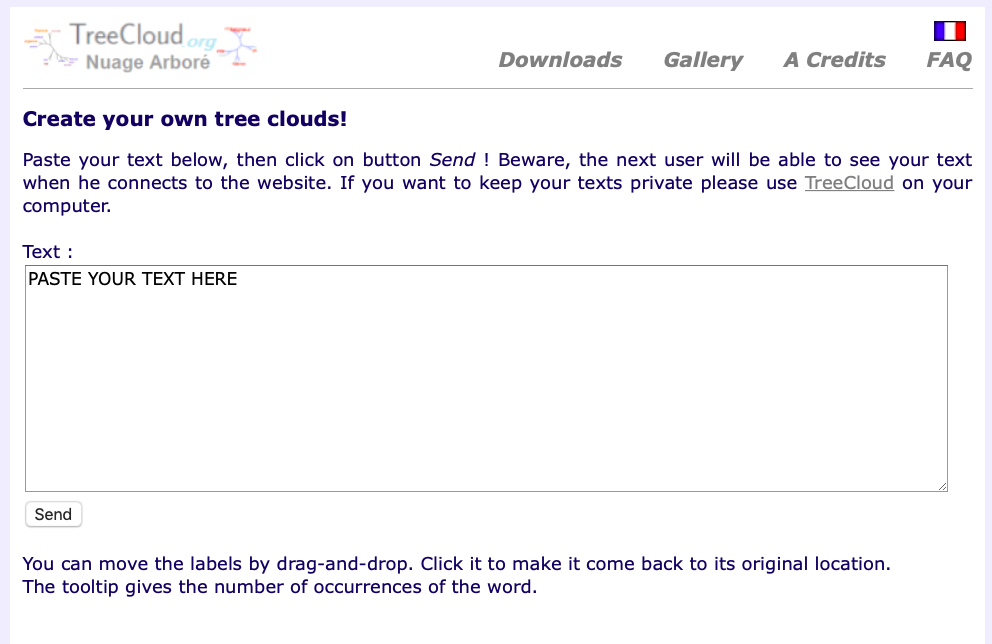 TreeCloud.org
Nuage Arboré
Downloads Gallery A Credits FAQ
Create your own tree clouds!
Paste your text below, then click on button Send ! Beware, the next user will be able to see your text
when he connects to the website. If you want to keep your texts private please use TreeCloud on your
computer.
Text :
PASTE YOUR TEXT HERE
Send
You can move the labels by drag-and-drop. Click it to make it come back to its original location.
The tooltip gives the number of occurrences of the word.